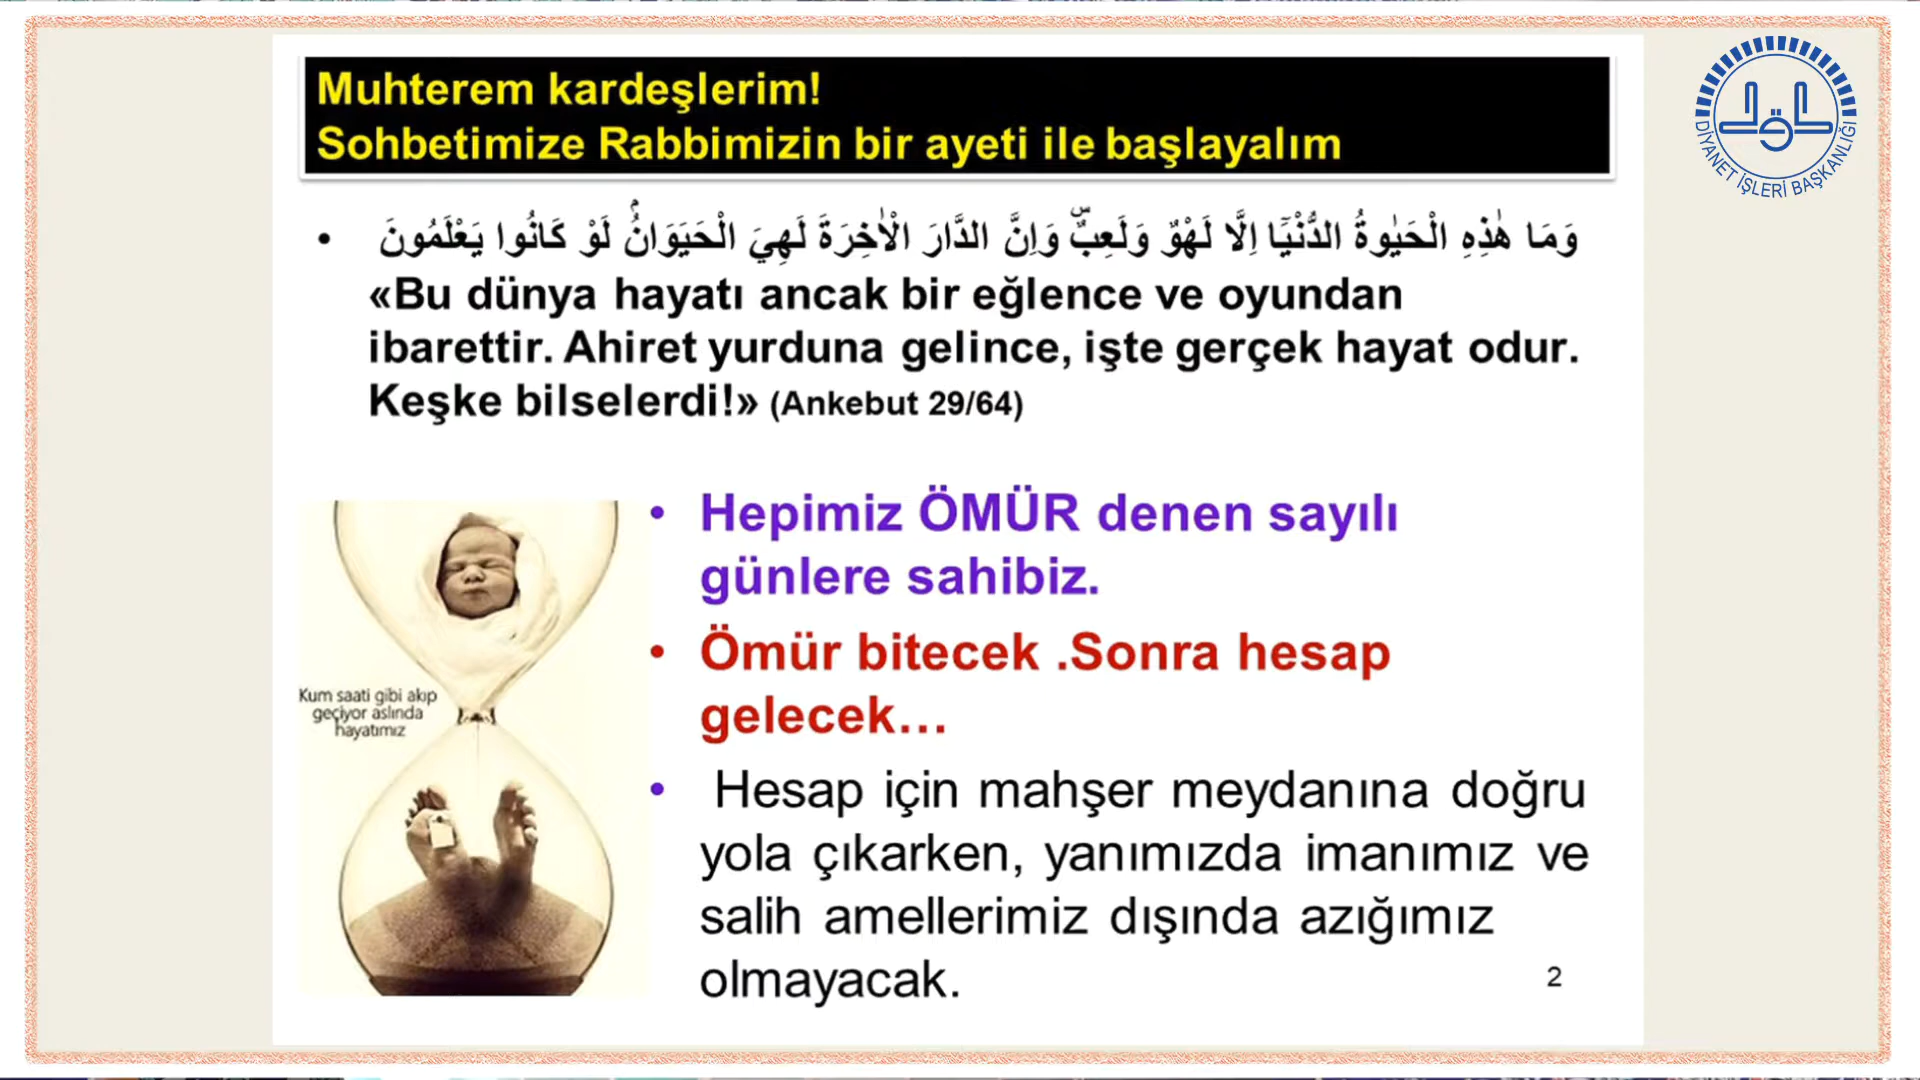 Muhterem kardeşlerim!
Sohbetimize Rabbimizin bir ayeti ile başlayalım
DİYANET İŞLERİ BAŞKANLIĞI
• وَمَا هٰذِهِ الْحَيٰوةُ الدُّنْيَٓا اِلَّا لَهْوٌ وَلَعِبٌۜ وَاِنَّ الدَّارَ الْاٰخِرَةَ لَهِيَ الْحَيَوَانُۢ لَوْ كَانُوا يَعْلَمُونَ
«Bu dünya hayatı ancak bir eğlence ve oyundan
ibarettir. Ahiret yurduna gelince, işte gerçek hayat odur.
Keşke bilselerdi!» (Ankebut 29/64)
• Hepimiz ÖMÜR denen sayılı
günlere sahibiz.
• Ömür bitecek .Sonra hesap
gelecek…
• Hesap için mahşer meydanına doğru
yola çıkarken, yanımızda imanımız ve
salih amellerimiz dışında azığımız
olmayacak.
Kum saati gibi akıp
geçiyor aslında
hayatımız
2